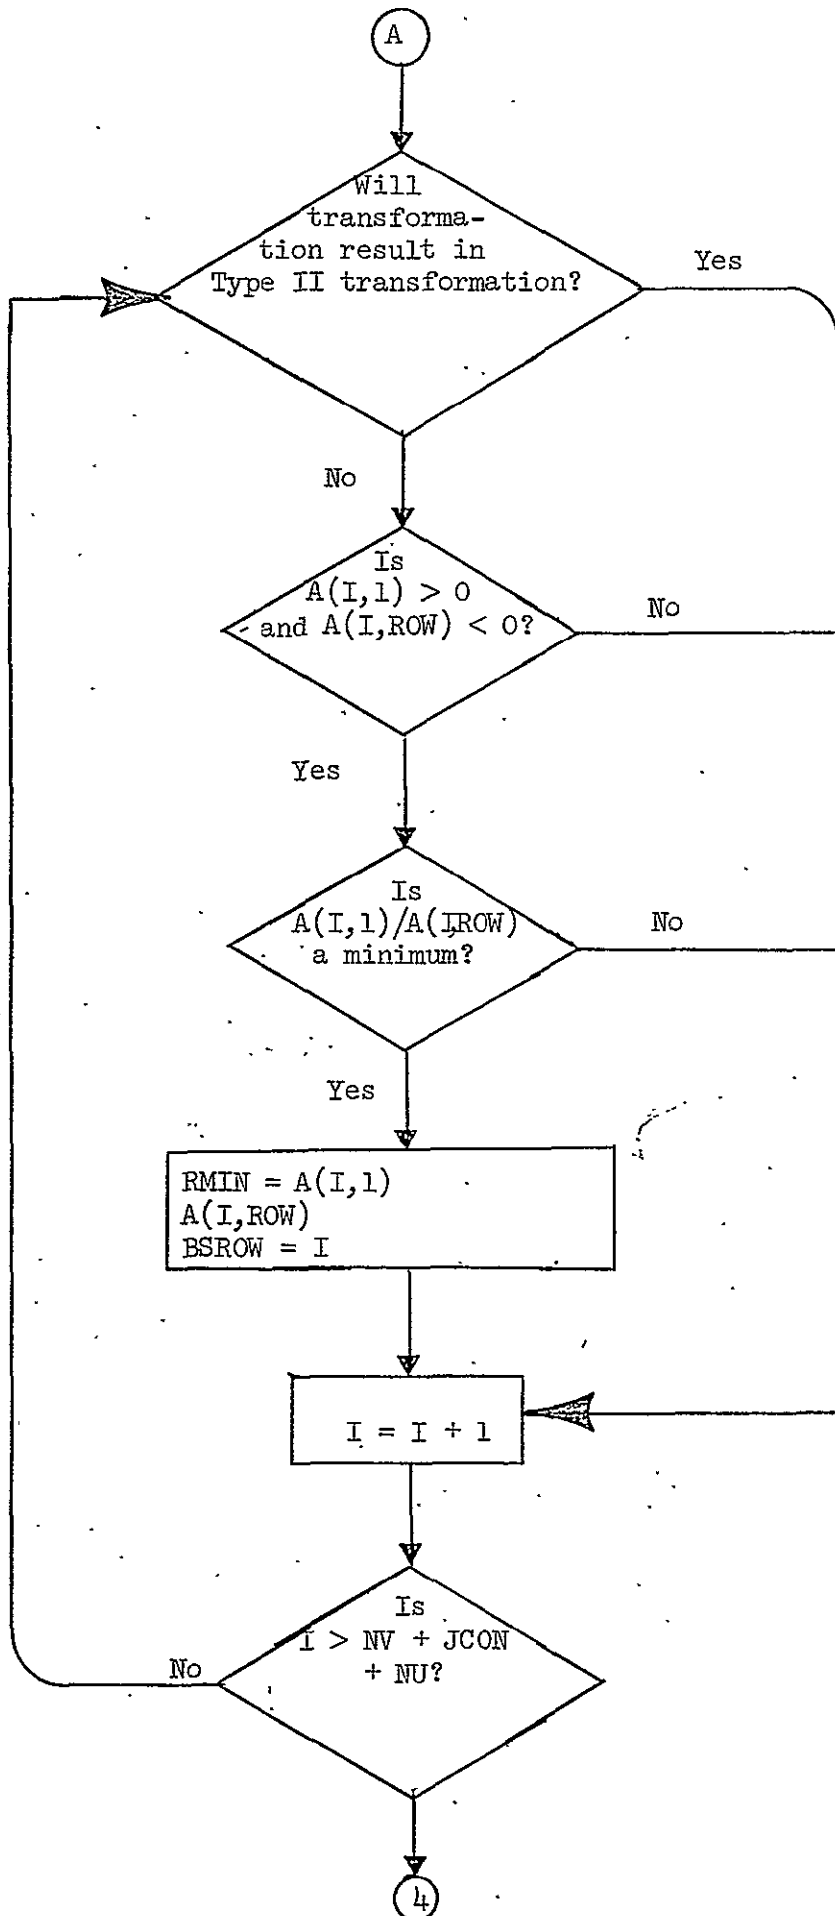 A
Will
transforma-
tion result in
Type II transformation?
Yes
No
Is
A(I,1) > 0
and A(I,ROW) < 0?
No
Yes
Is
A(I,1)/A(I,ROW)
a minimum?
No
Yes
RMIN = A(I,1)
A(I,ROW)
BSROW = I
I = I + 1
Is
I > NV + JCON
+ NU?
No
4